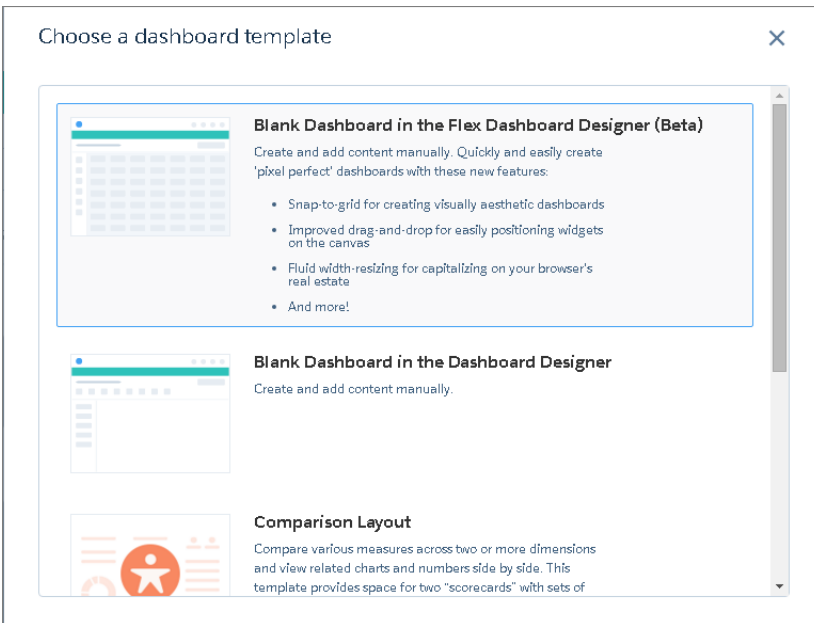 Choose a dashboard template
Blank Dashboard in the Flex Dashboard Designer (Beta)
Create and add content manually. Quickly and easily create
'pixel perfect' dashboards with these new features:
• Snap-to-grid for creating visually aesthetic dashboards
• Improved drag-and-drop for easily positioning widgets
on the canvas
• Fluid width-resizing for capitalizing on your browser's
real estate
• And more!
Blank Dashboard in the Dashboard Designer
Create and add content manually.
Comparison Layout
Compare various measures across two or more dimensions
and view related charts and numbers side by side. This
template provides space for two "scorecards" with sets of